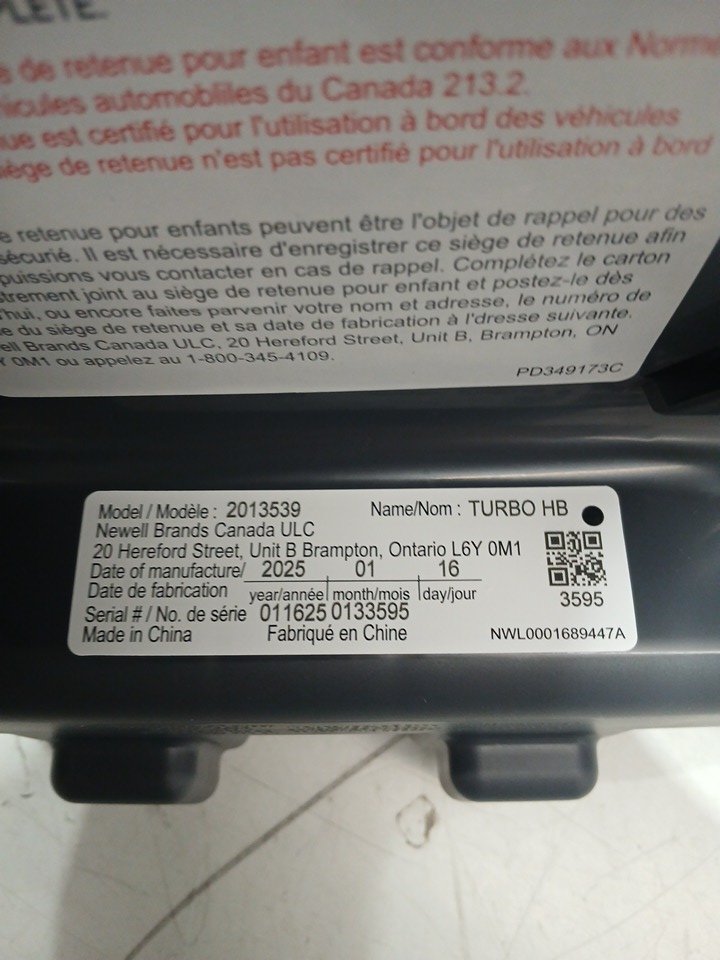 PLÈTE.
de retenue pour enfant est conforme aux Norme
automobliles du Canada 213.2.
est certifié pour l'utilisation à bord des véhicules
siège de retenue n'est pas certifié pour l'utilisation à bord
retenue pour enfants peuvent être l'objet de rappel pour des
sécurié. Il est nécessaire d'enregistrer ce siège de retenue afin
puissions vous contacter en cas de rappel. Complétez le carton
joint au siège de retenue pour enfant et postez-le dès
ou encore faites parvenir votre nom et adresse, le numéro de
du siège de retenue et sa date de fabrication à l'dresse suivante.
Brands Canada ULC, 20 Hereford Street, Unit B, Brampton, ON
0M1 ou appelez au 1-800-345-4109.
PD349173C
Model / Modèle : 2013539 Name/Nom : TURBO HB
Newell Brands Canada ULC
20 Hereford Street, Unit B Brampton, Ontario L6Y 0M1
Date of manufacture/ 2025 01 16
Date de fabrication year/année month/mois day/jour
3595
Serial # / No. de série 011625 0133595
Made in China Fabriqué en Chine NWL0001689447A